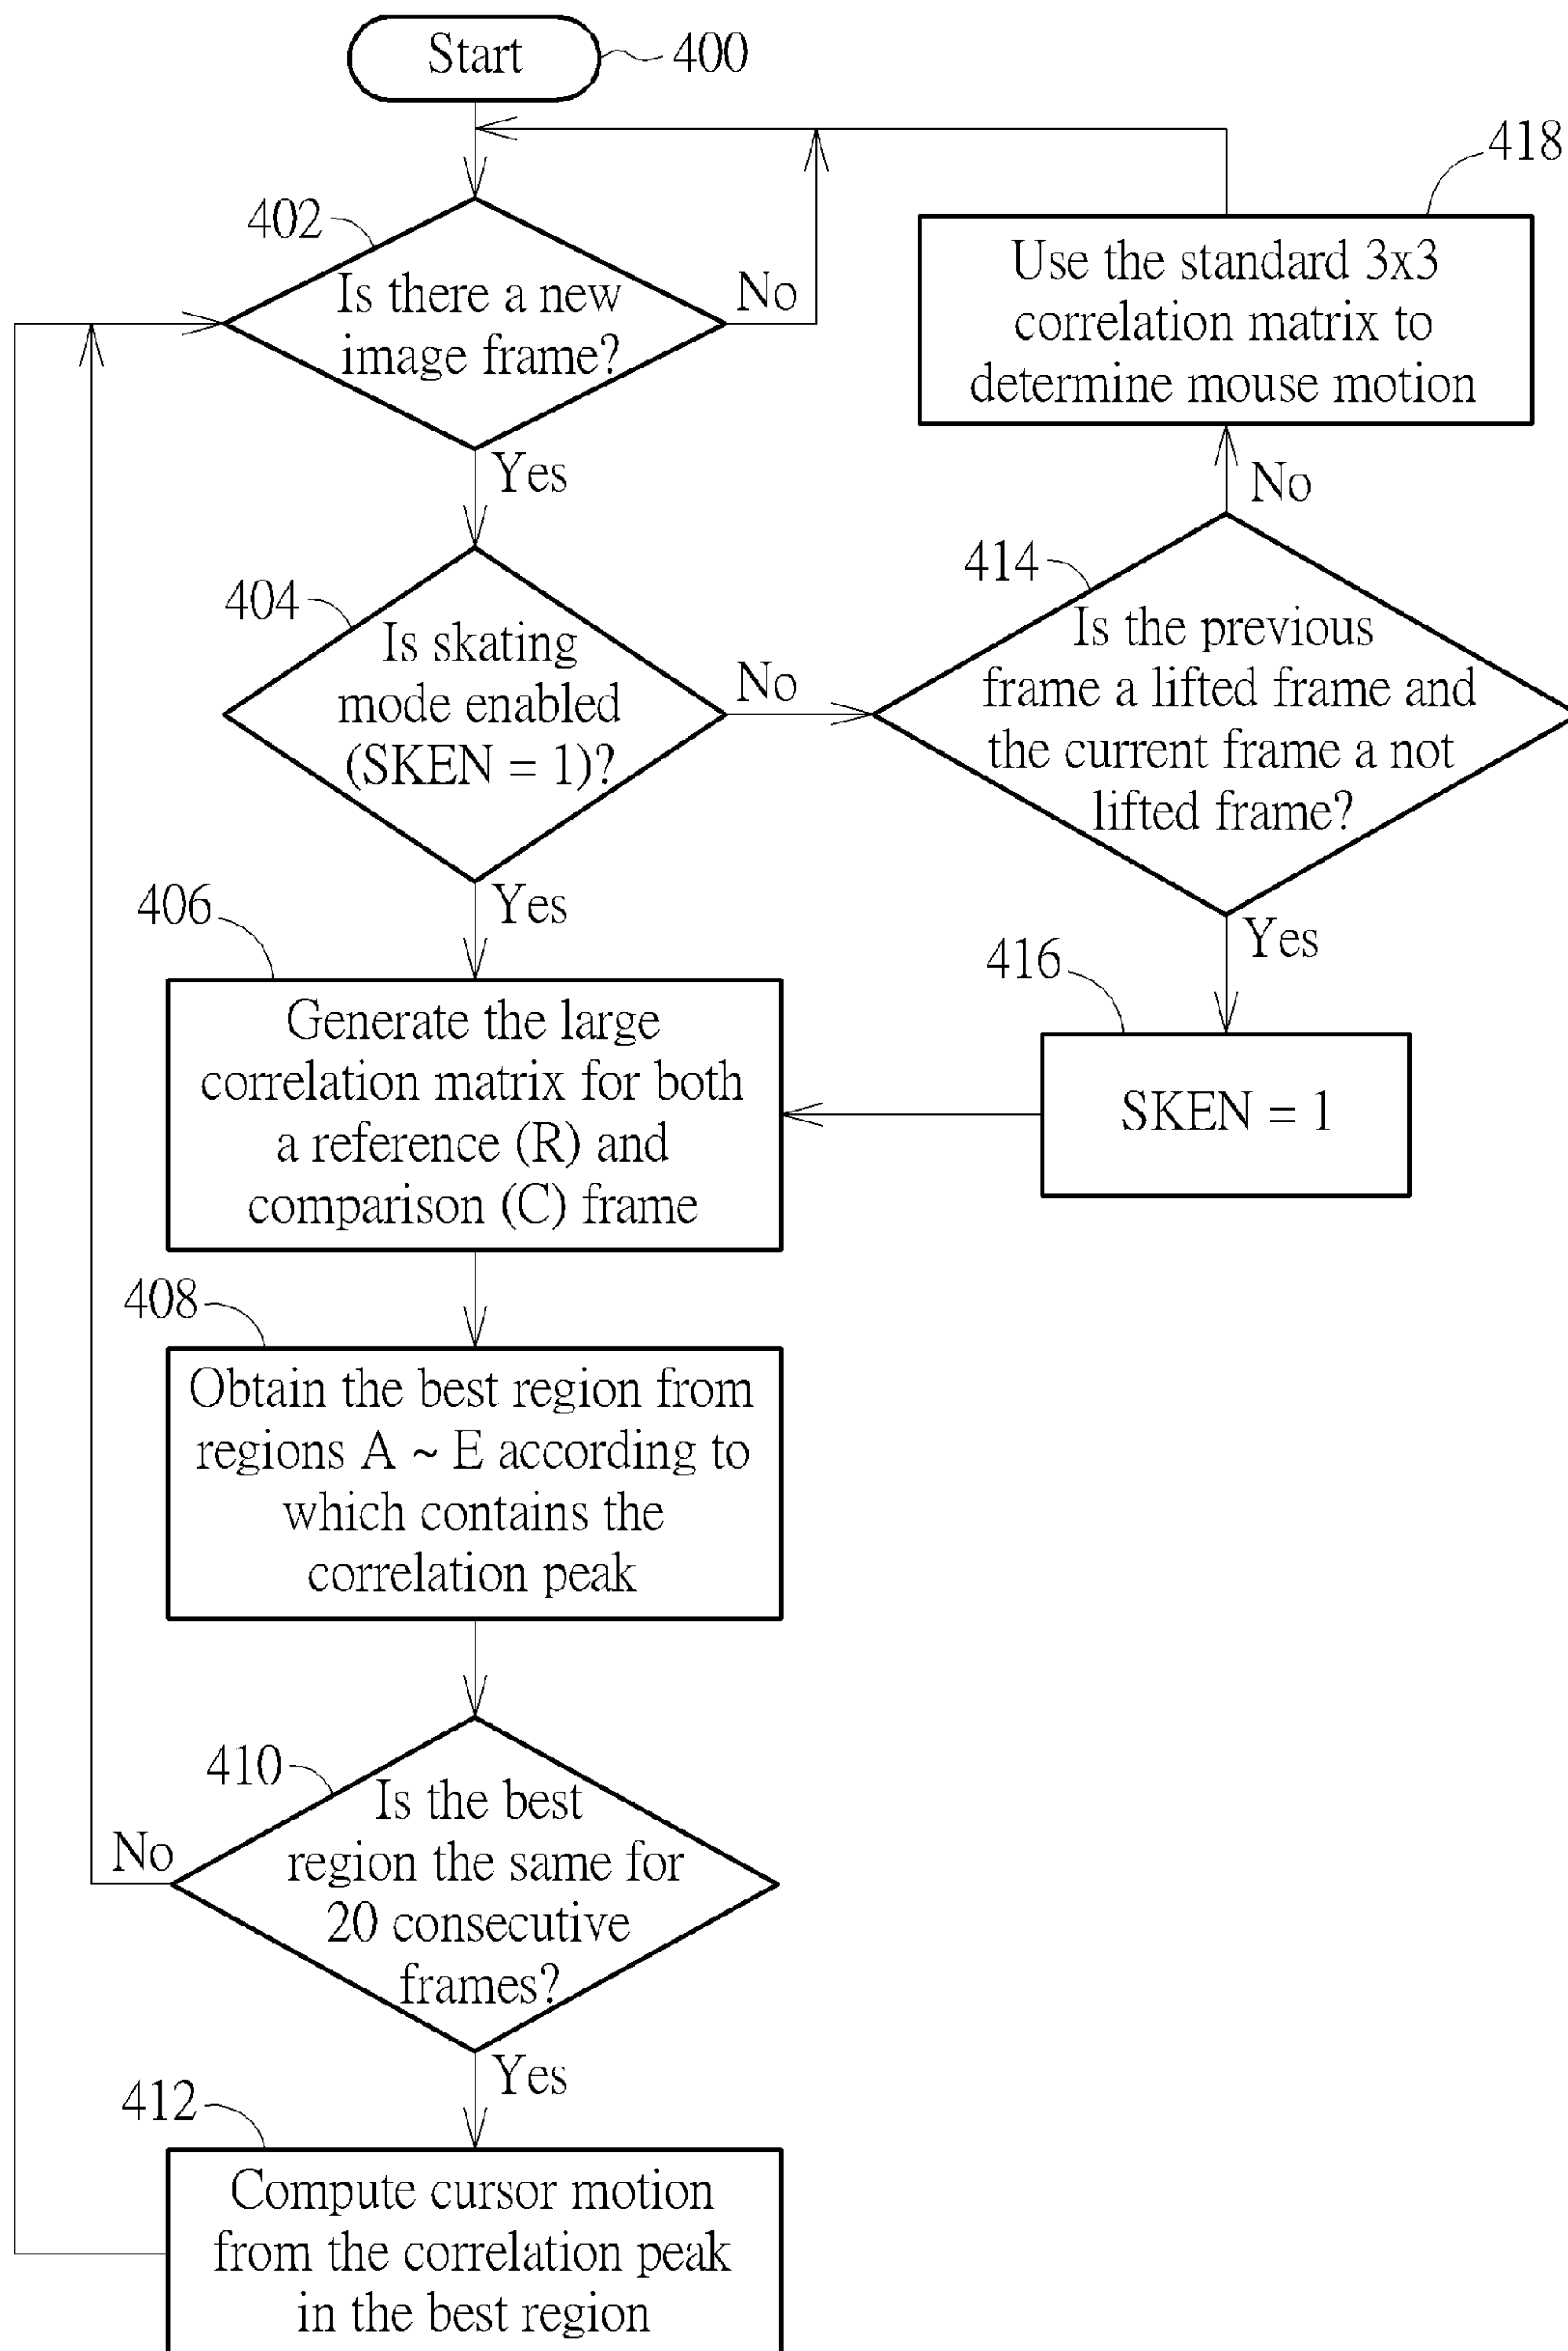 Start
400
402
Is there a new
image frame?
No
Yes
418
Use the standard 3x3
correlation matrix to
determine mouse motion
No
404
Is skating
mode enabled
(SKEN = 1)?
No
Yes
414
Is the previous
frame a lifted frame and
the current frame a not
lifted frame?
Yes
416
SKEN = 1
406
Generate the large
correlation matrix for both
a reference (R) and
comparison (C) frame
408
Obtain the best region from
regions A ~ E according to
which contains the
correlation peak
410
Is the best
region the same for
20 consecutive
frames?
No
Yes
412
Compute cursor motion
from the correlation peak
in the best region